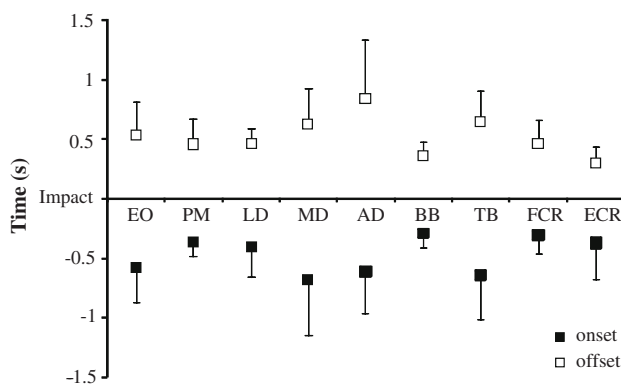 1.5
1
0.5
Impact
-0.5
-1
-1.5
Time (s)
EO PM LD MD AD BB TB FCR ECR
onset
offset